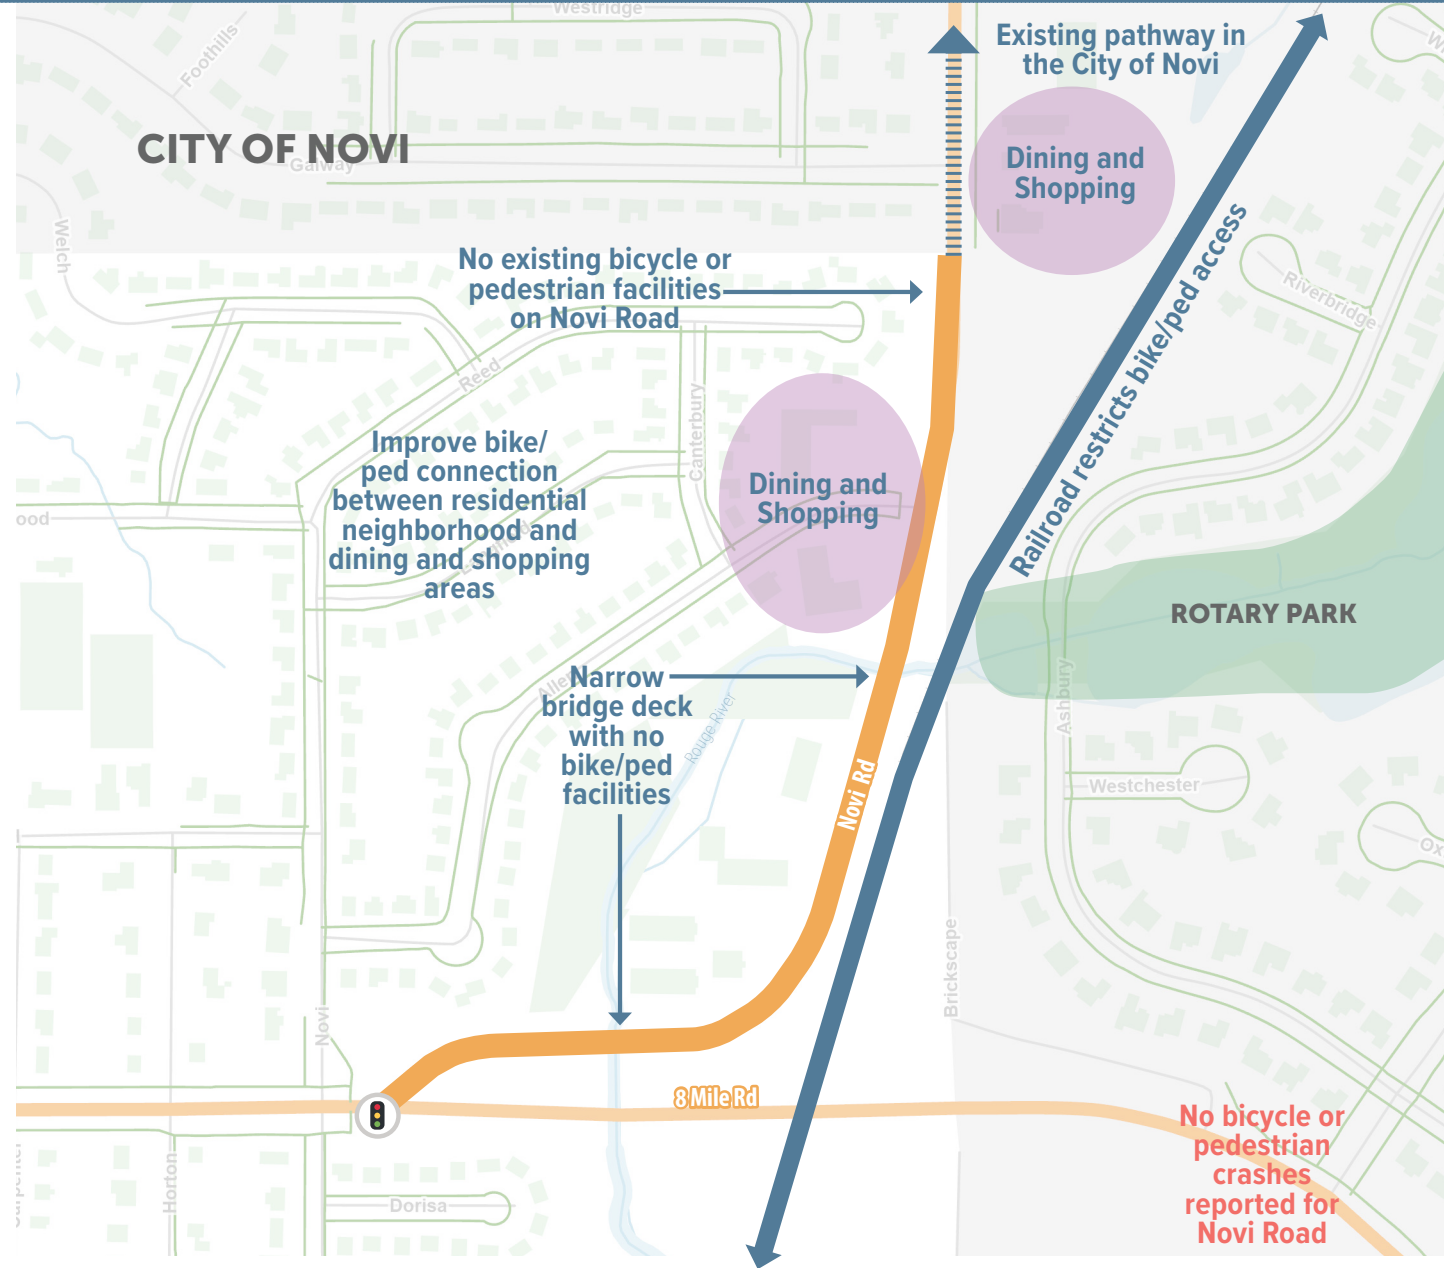 Westridge
Foothills
Existing pathway in
the City of Novi
CITY OF NOVI
Galway
Dining and
Shopping
Welch
No existing bicycle or
pedestrian facilities
on Novi Road
Railroad restricts bike/ped access
Riverbridge
Reed
Canterbury
Improve bike/
ped connection
between residential
neighborhood and
dining and shopping
areas
Dining and
Shopping
ood
ROTARY PARK
Allen
Narrow
bridge deck
with no
bike/ped
facilities
Rouge River
Ashbury
Novi Rd
Westchester
Ox
Brickscape
Novi
8 Mile Rd
No bicycle or
pedestrian
crashes
reported for
Novi Road
Carpenter
Horton
Dorisa